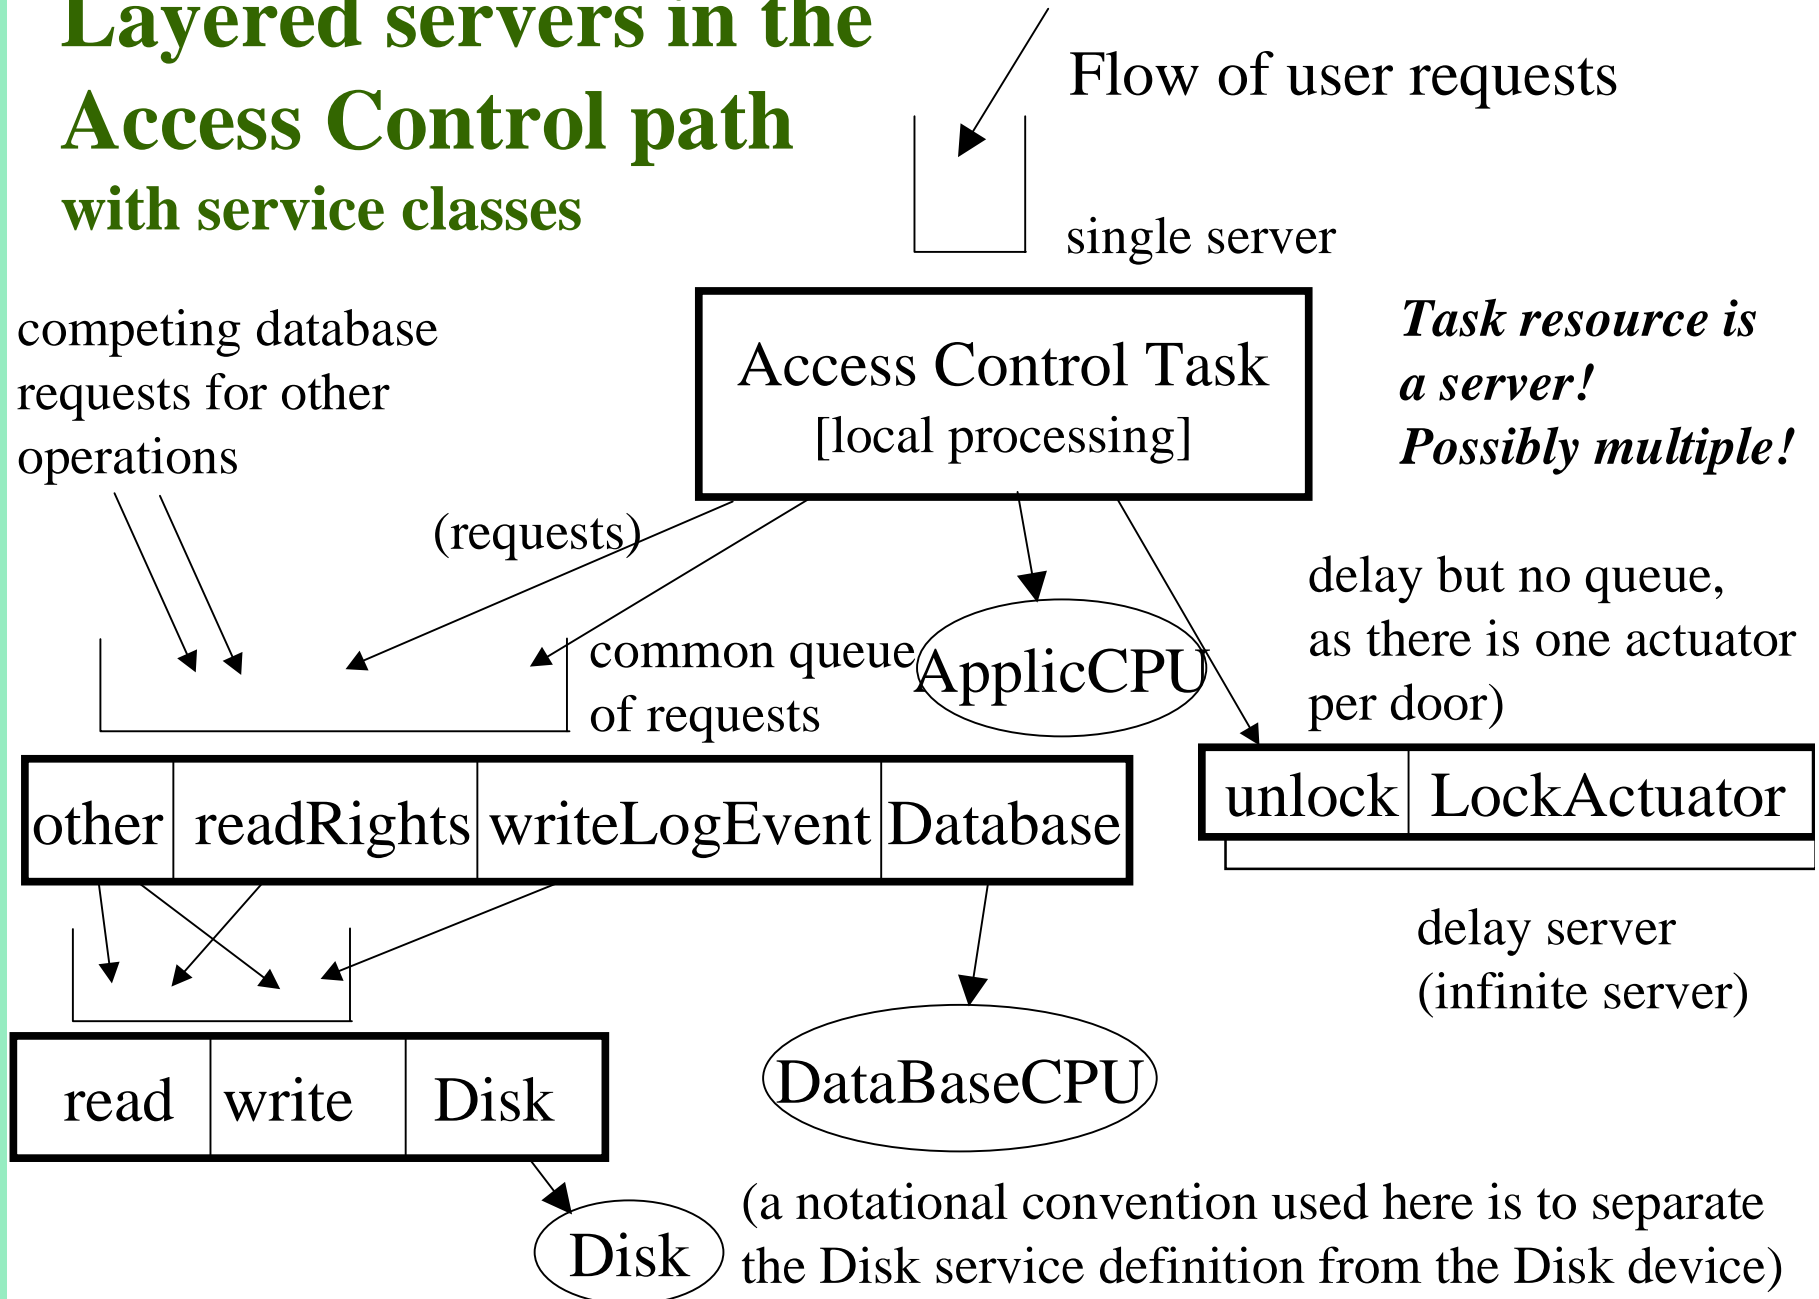 Layered servers in the
Access Control path
with service classes
Flow of user requests
single server
competing database
requests for other
operations
Access Control Task
[local processing]
Task resource is
a server!
Possibly multiple!
(requests)
delay but no queue,
as there is one actuator
per door)
common queue
of requests
ApplicCPU
other readRights writeLogEvent Database
unlock LockActuator
delay server
(infinite server)
read write Disk
DataBaseCPU
Disk
(a notational convention used here is to separate
the Disk service definition from the Disk device)